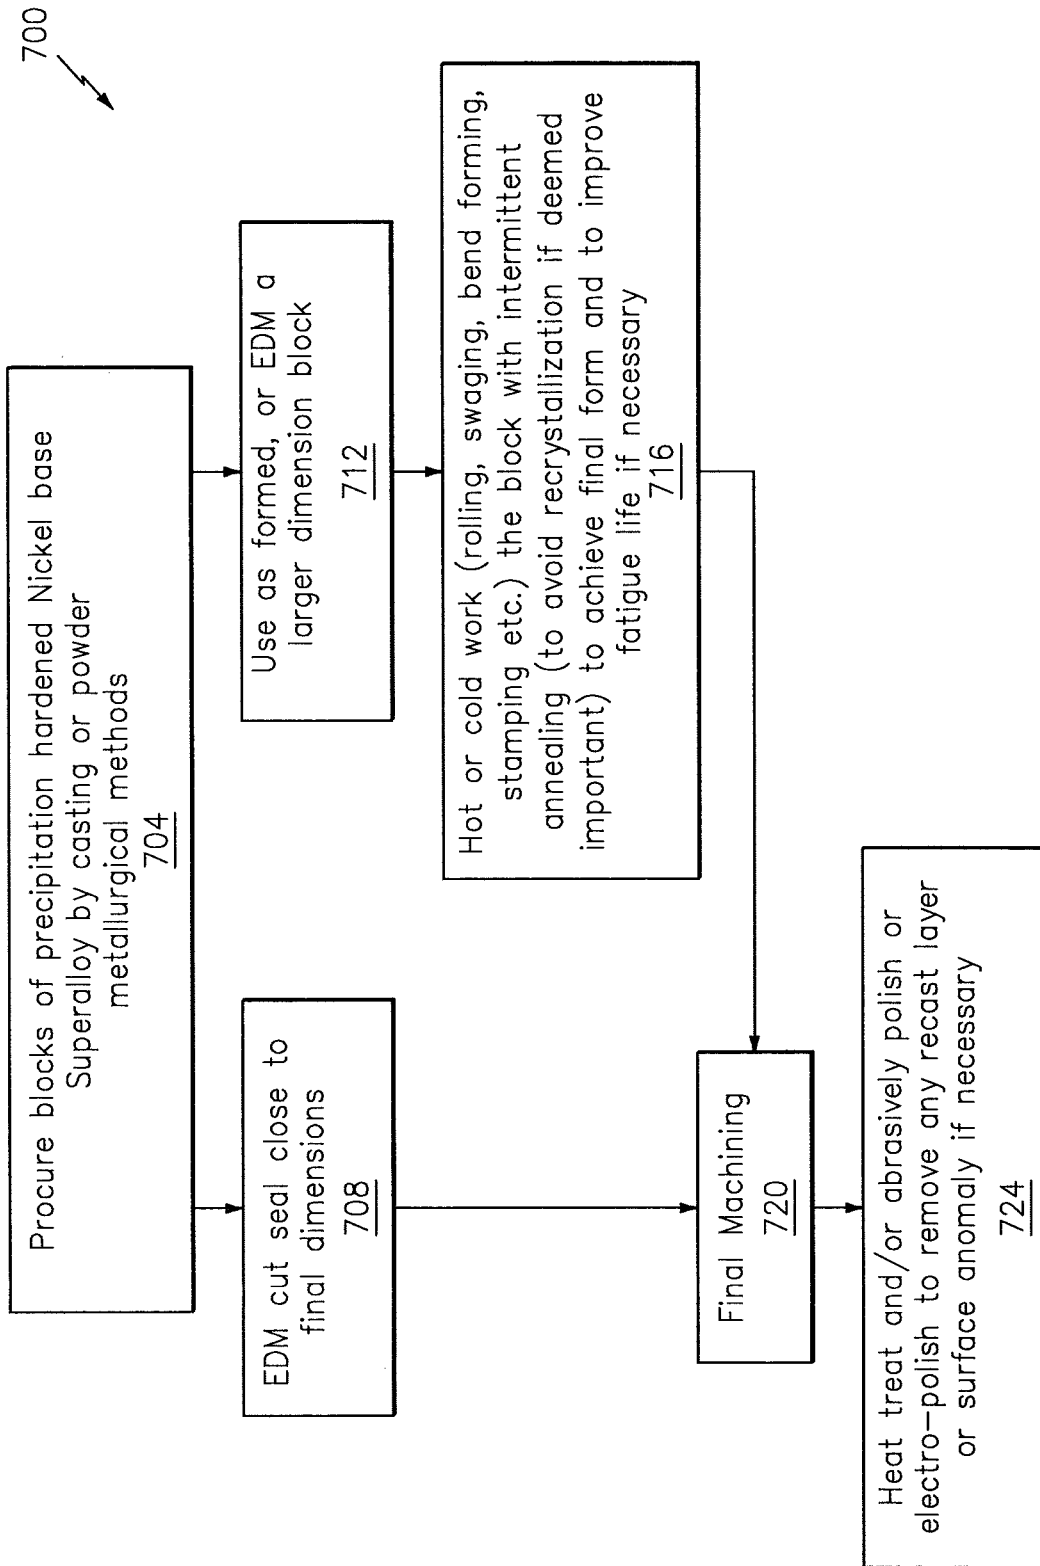 700
Procure blocks of precipitation hardened Nickel base
Superalloy by casting or powder
metallurgical methods
704
EDM cut seal close to
final dimensions
708
Use as formed, or EDM a
larger dimension block
712
Hot or cold work (rolling, swaging, bend forming,
stamping etc.) the block with intermittent
annealing (to avoid recrystallization if deemed
important) to achieve final form and to improve
fatigue life if necessary
716
Final Machining
720
Heat treat and/or abrasively polish or
electro-polish to remove any recast layer
or surface anomaly if necessary
724